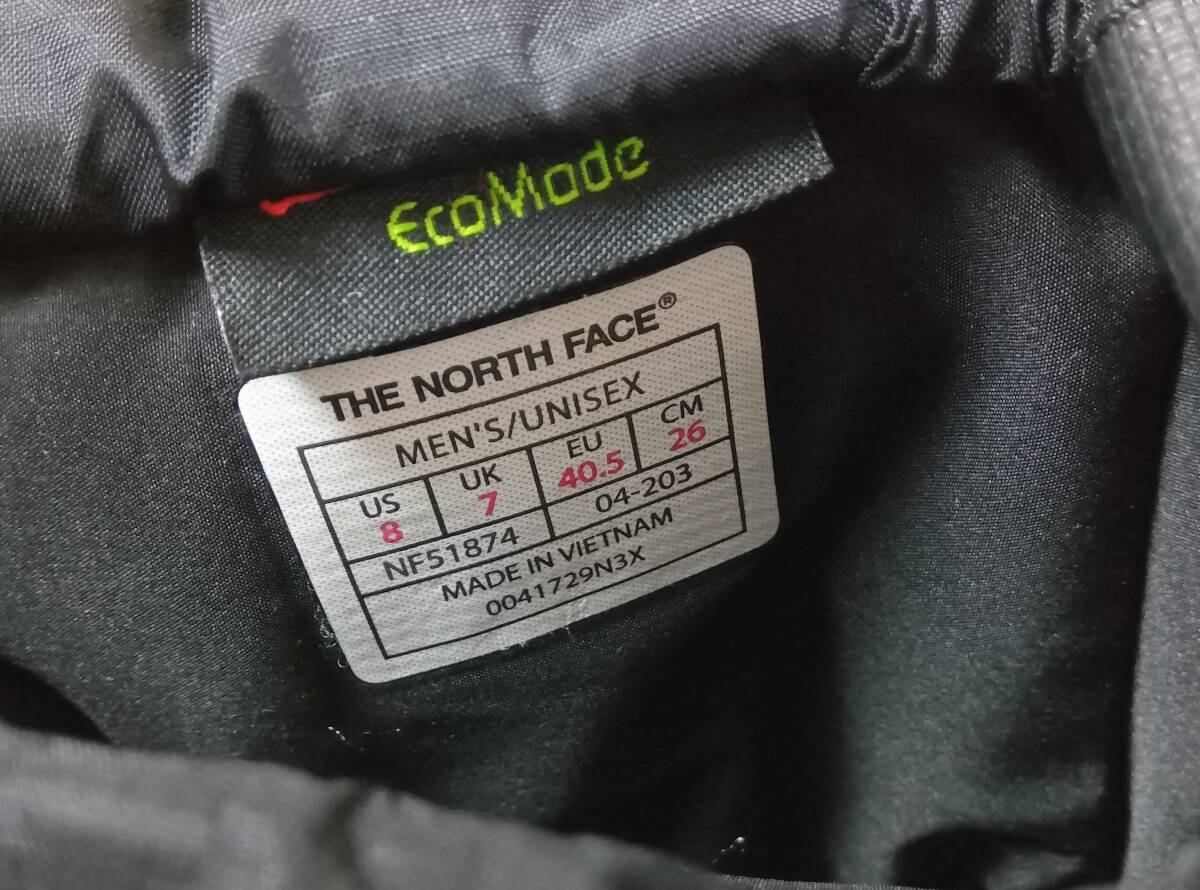 EcoMode
THE NORTH FACE®
MEN'S/UNISEX
US UK EU CM
8 7 40.5 26
NF51874 04-203
MADE IN VIETNAM
0041729N3X